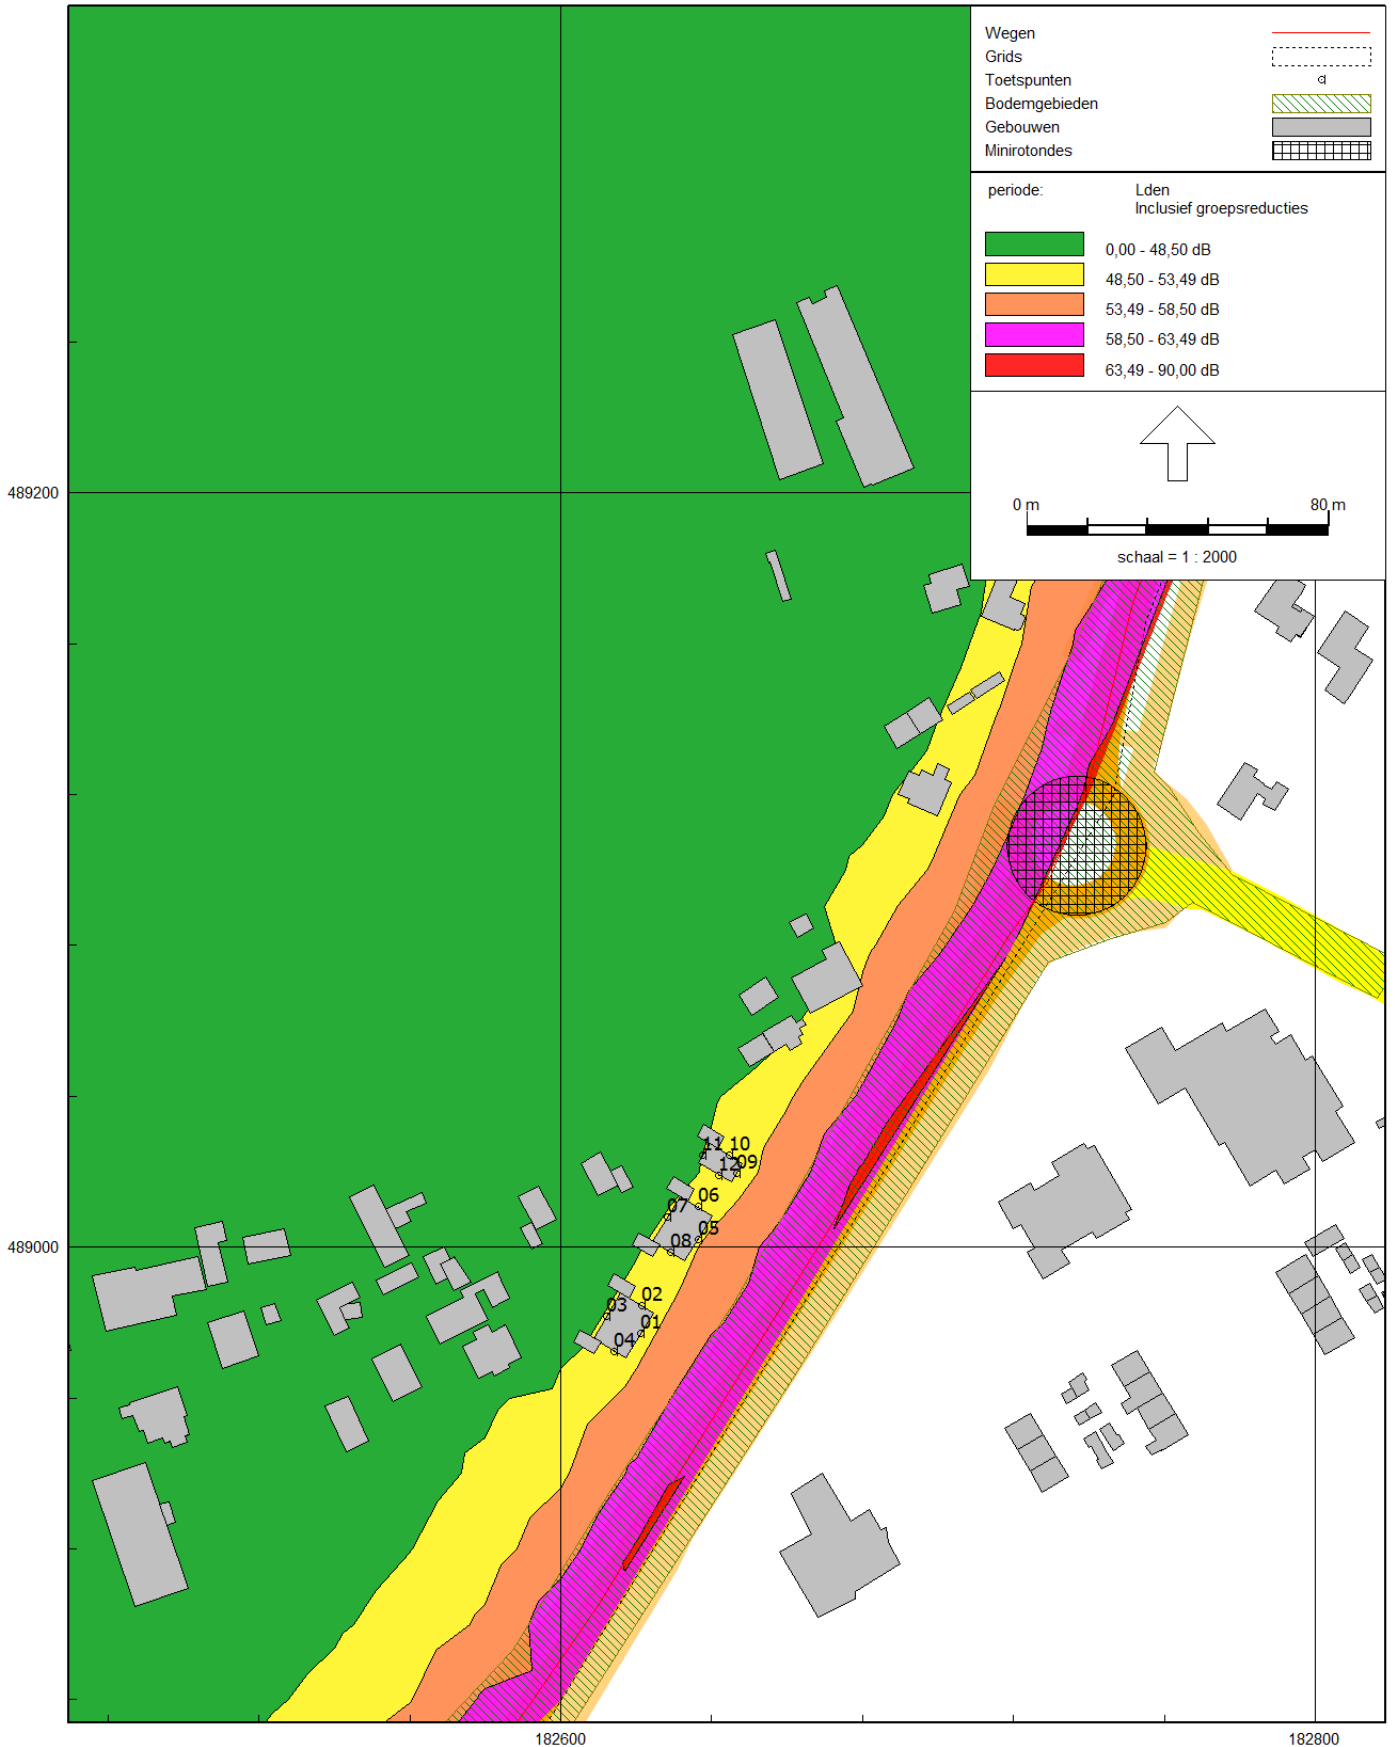 Wegen
Grids
Toetspunten
Bodemgebieden
Gebouwen
Minirotondes
periode: Lden
Inclusief groepsreducties
0,00 - 48,50 dB
48,50 - 53,49 dB
53,49 - 58,50 dB
58,50 - 63,49 dB
63,49 - 90,00 dB
0 m 80 m
schaal = 1 : 2000
489200
11 10
12 09
06
07
05
08
489000
02
03
01
04
182600 182800